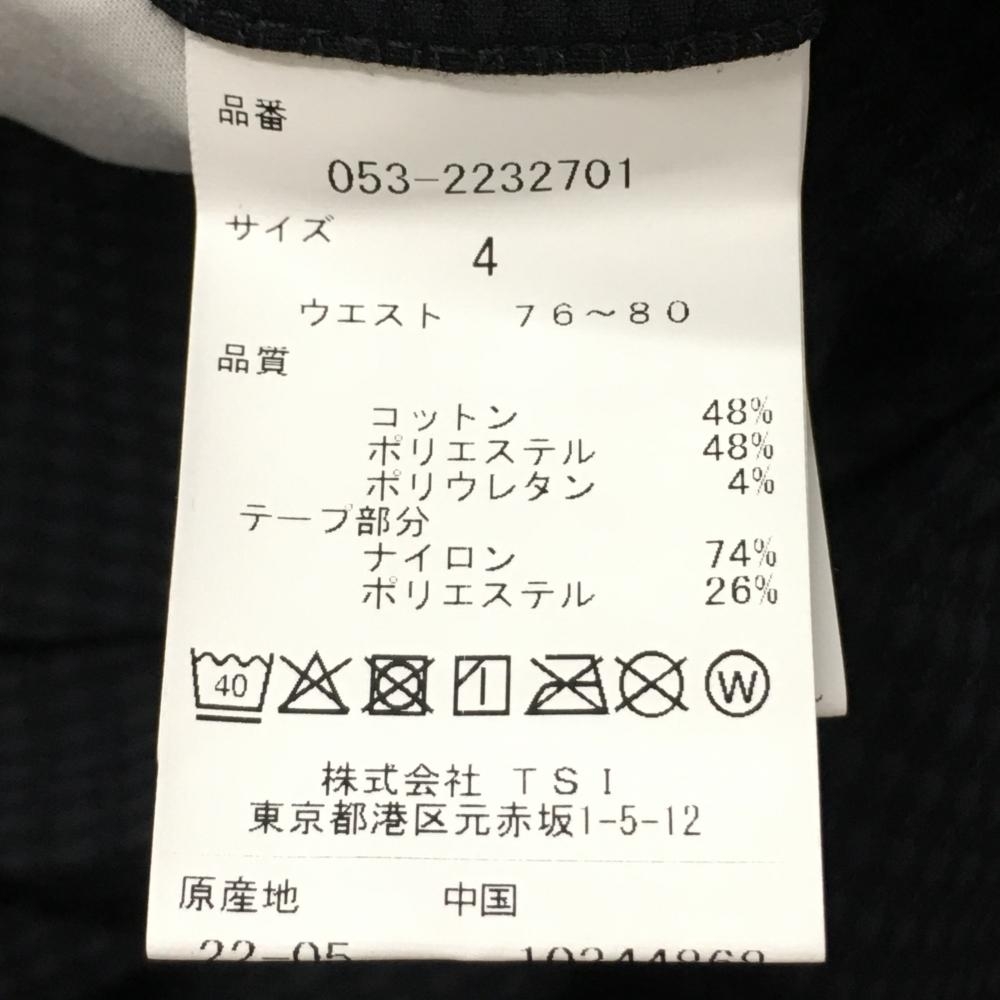 品番
053-2232701
サイズ
4
ウエスト 76～80
品質
コットン 48%
ポリエステル 48%
ポリウレタン 4%
テープ部分
ナイロン 74%
ポリエステル 26%
40 W
株式会社 TSI
東京都港区元赤坂1-5-12
原産地 中国
22-05 10244868